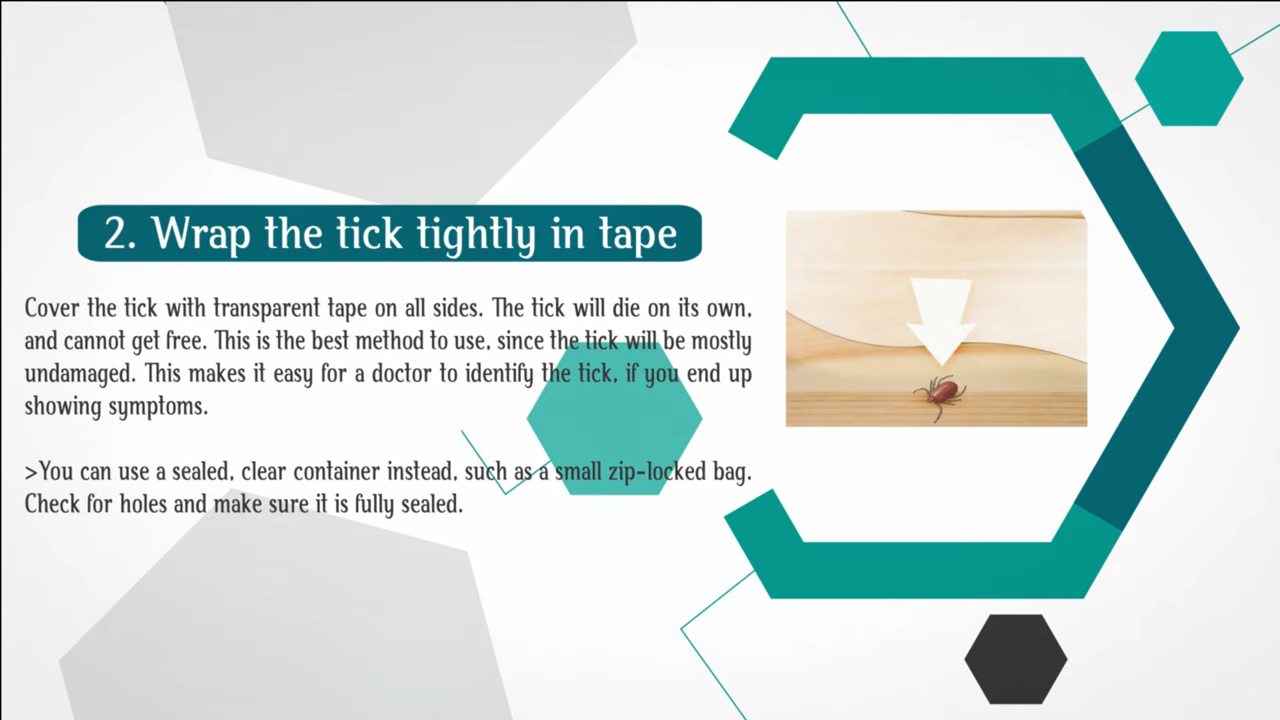 2. Wrap the tick tightly in tape
Cover the tick with transparent tape on all sides. The tick will die on its own,
and cannot get free. This is the best method to use, since the tick will be mostly
undamaged. This makes it easy for a doctor to identify the tick, if you end up
showing symptoms.
>You can use a sealed, clear container instead, such as a small zip-locked bag.
Check for holes and make sure it is fully sealed.